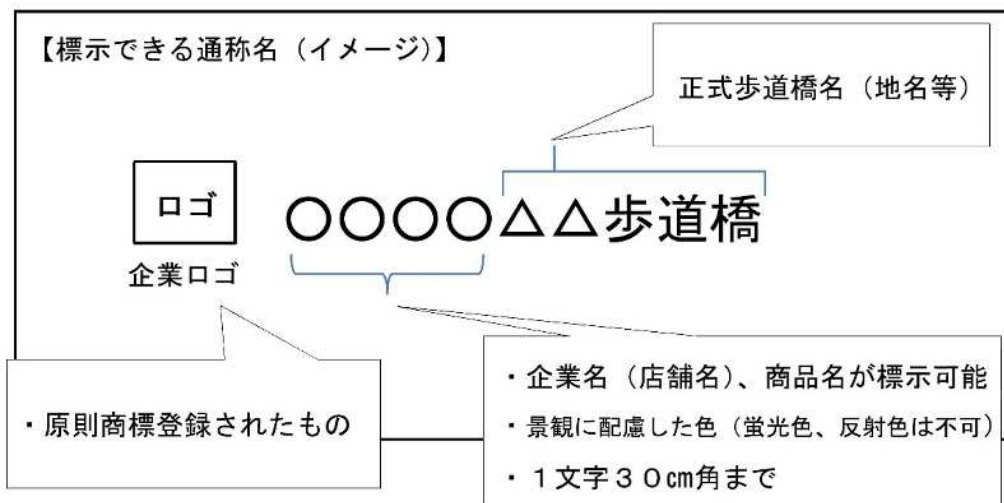 【標示できる通称名（イメージ）】
正式歩道橋名（地名等）
ロゴ
○○○○△△歩道橋
企業ロゴ
・原則商標登録されたもの
・企業名（店舗名）、商品名が標示可能
・景観に配慮した色（蛍光色、反射色は不可）
・１文字３０㎝角まで